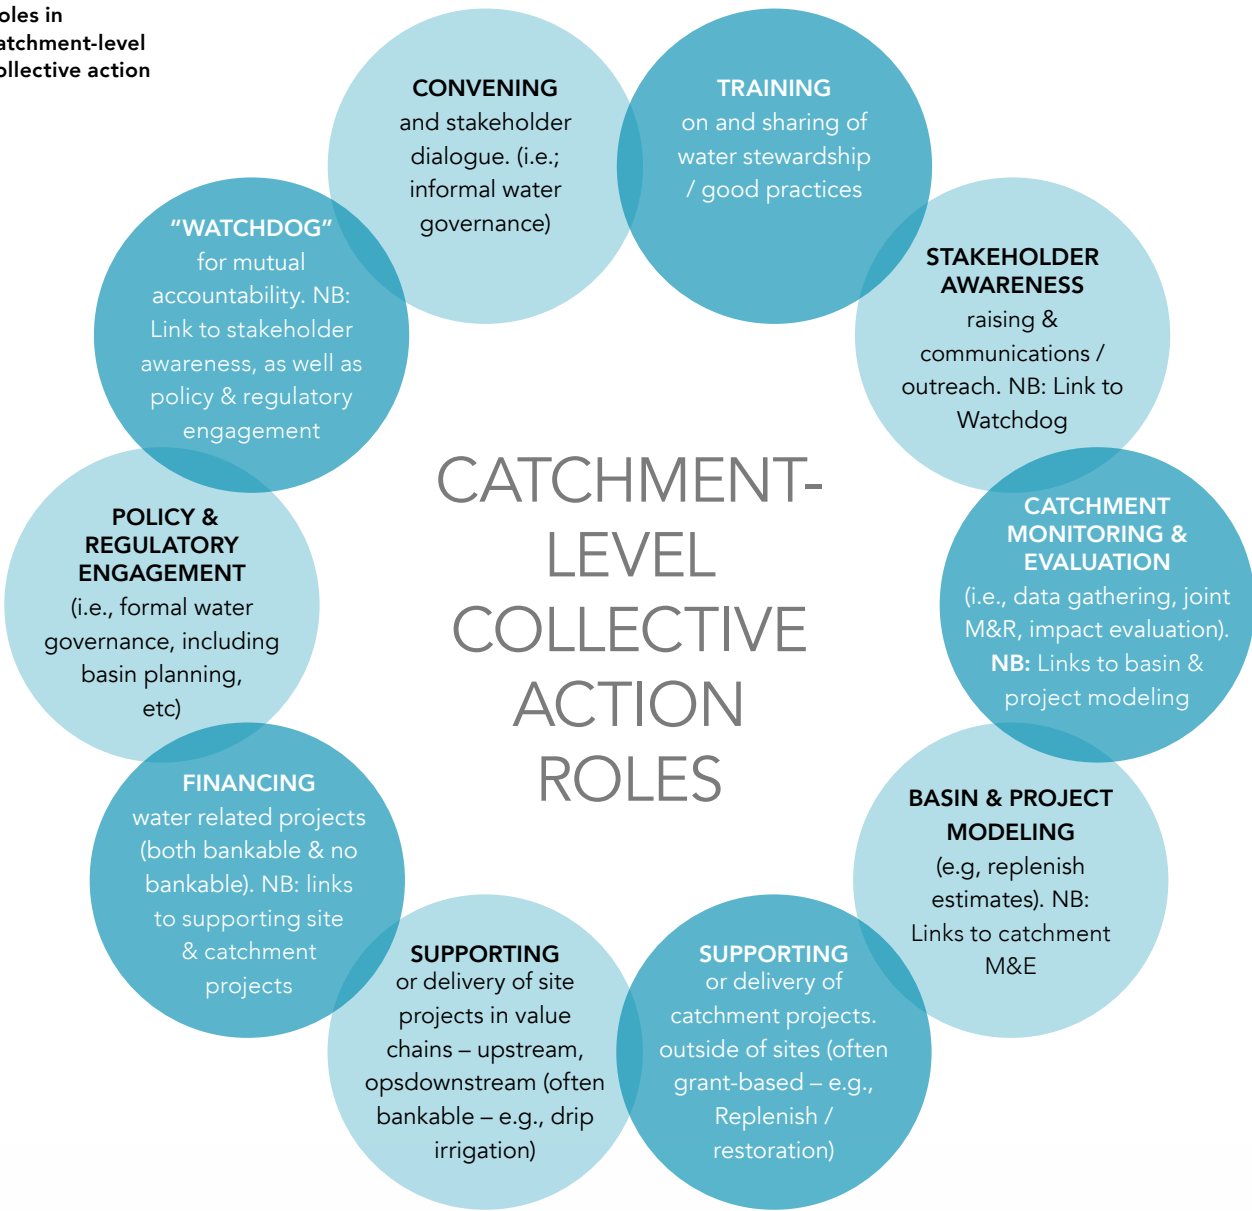 oles in
atchment-level
ollective action
CONVENING
and stakeholder
dialogue. (i.e.;
informal water
governance)
TRAINING
on and sharing of
water stewardship
/ good practices
STAKEHOLDER
AWARENESS
raising &
communications /
outreach. NB: Link to
Watchdog
CATCHMENT
MONITORING &
EVALUATION
(i.e., data gathering, joint
M&R, impact evaluation).
NB: Links to basin &
project modeling
BASIN & PROJECT
MODELING
(e.g, replenish
estimates). NB:
Links to catchment
M&E
SUPPORTING
or delivery of
catchment projects.
outside of sites (often
grant-based – e.g.,
Replenish /
restoration)
SUPPORTING
or delivery of site
projects in value
chains – upstream,
opsdownstream (often
bankable – e.g., drip
irrigation)
FINANCING
water related projects
(both bankable & no
bankable). NB: links
to supporting site
& catchment
projects
POLICY &
REGULATORY
ENGAGEMENT
(i.e., formal water
governance, including
basin planning,
etc)
“WATCHDOG”
for mutual
accountability. NB:
Link to stakeholder
awareness, as well as
policy & regulatory
engagement
CATCHMENT-
LEVEL
COLLECTIVE
ACTION
ROLES